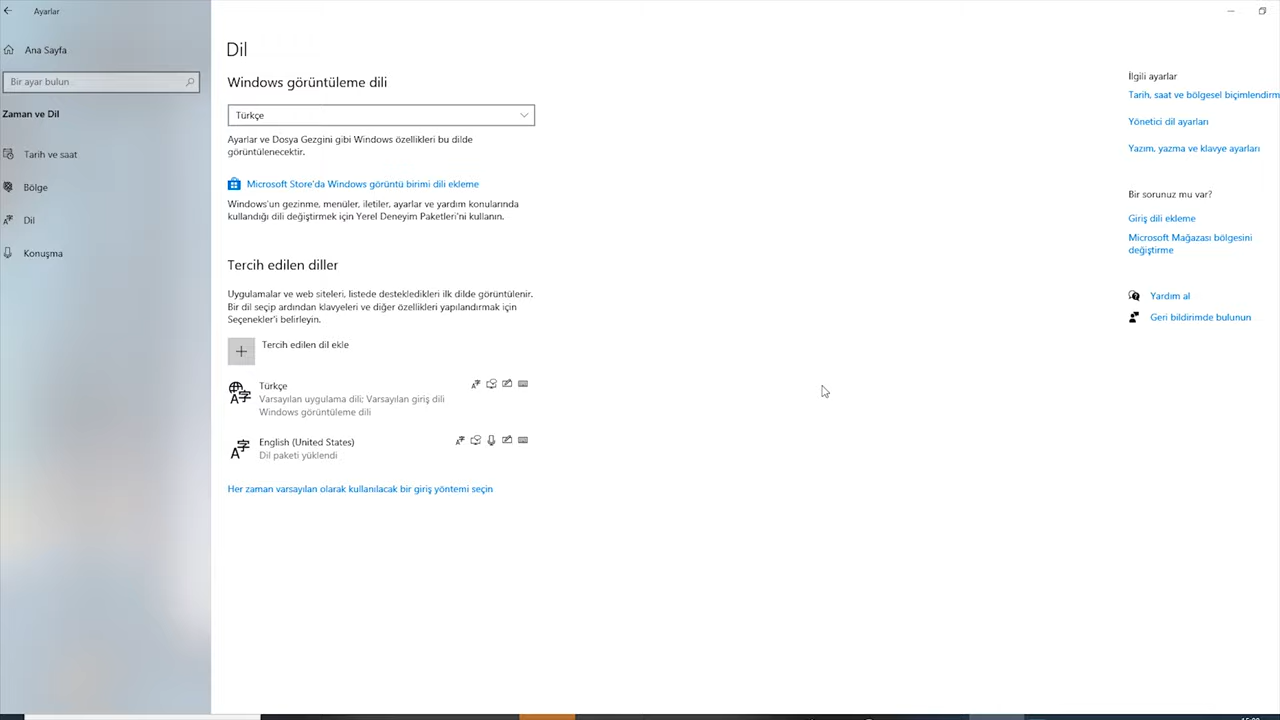 Ayarlar
Ana Sayfa
Bir ayar bulun
Zaman ve Dil
Tarih ve saat
Bölge
Dil
Konuşma
Dil
Windows görüntüleme dili
Türkçe
Ayarlar ve Dosya Gezgini gibi Windows özellikleri bu dilde
görüntülenecektir.
Microsoft Store'da Windows görüntü birimi dili ekleme
Windows'un gezinme, menüler, iletiler, ayarlar ve yardım konularında
kullandığı dili değiştirmek için Yerel Deneyim Paketleri'ni kullanın.
Tercih edilen diller
Uygulamalar ve web siteleri, listede destekledikleri ilk dilde görüntülenir.
Bir dil seçip ardından klavyeleri ve diğer özellikleri yapılandırmak için
Seçenekler'i belirleyin.
Tercih edilen dil ekle
Türkçe
Varsayılan uygulama dili; Varsayılan giriş dili
Windows görüntüleme dili
English (United States)
Dil paketi yüklendi
Her zaman varsayılan olarak kullanılacak bir giriş yöntemi seçin
İlgili ayarlar
Tarih, saat ve bölgesel biçimlendirm
Yönetici dil ayarları
Yazım, yazma ve klavye ayarları
Bir sorunuz mu var?
Giriş dili ekleme
Microsoft Mağazası bölgesini
değiştirme
Yardım al
Geri bildirimde bulunun